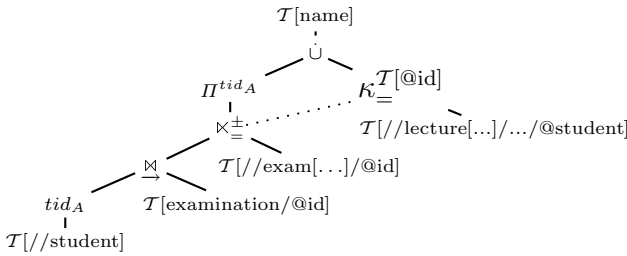 𝒯[name]
∪̇
Π^{tid_A} κ_=^{𝒯[@id]}
⋉_=^± 𝒯[//lecture[...]/.../@student]
⋈_→ 𝒯[//exam[...]/@id]
tid_A 𝒯[examination/@id]
𝒯[//student]